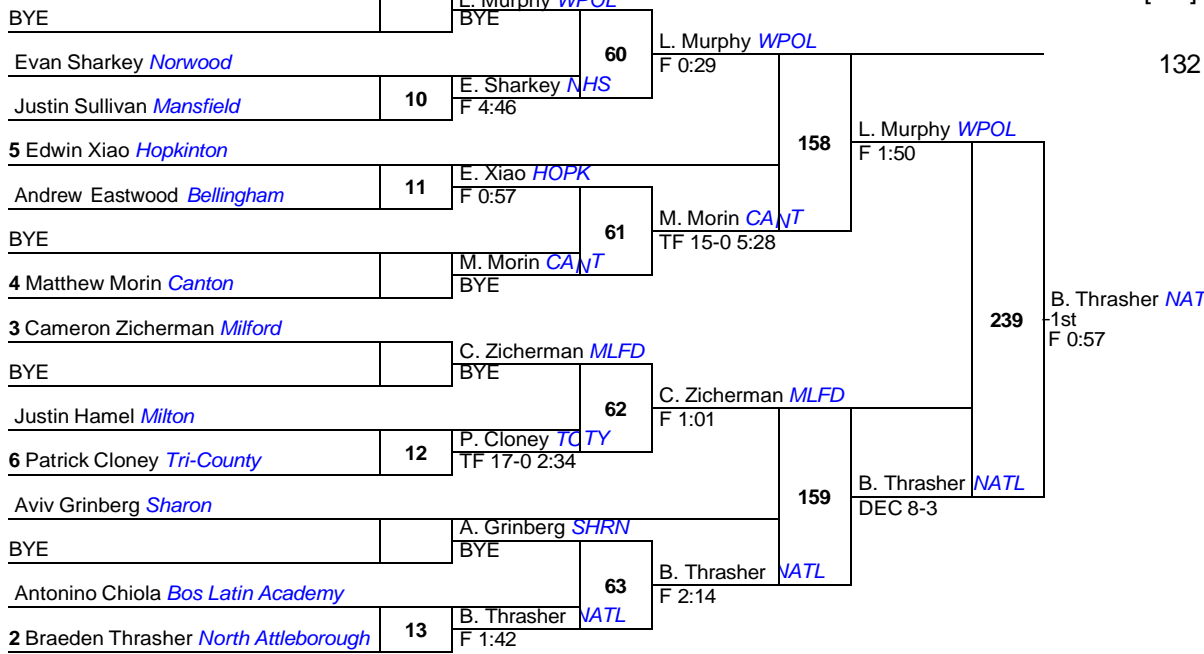 L. Murphy WPOL
BYE
BYE
60
L. Murphy WPOL
F 0:29
132
Evan Sharkey Norwood
10
E. Sharkey NHS
F 4:46
Justin Sullivan Mansfield
158
L. Murphy WPOL
F 1:50
5 Edwin Xiao Hopkinton
11
E. Xiao HOPK
F 0:57
Andrew Eastwood Bellingham
61
M. Morin CANT
TF 15-0 5:28
BYE
M. Morin CANT
BYE
4 Matthew Morin Canton
239
B. Thrasher NAT
1st
F 0:57
3 Cameron Zicherman Milford
C. Zicherman MLFD
BYE
BYE
62
C. Zicherman MLFD
F 1:01
Justin Hamel Milton
12
P. Cloney TCTY
TF 17-0 2:34
6 Patrick Cloney Tri-County
159
B. Thrasher NATL
DEC 8-3
Aviv Grinberg Sharon
A. Grinberg SHRN
BYE
BYE
63
B. Thrasher NATL
F 2:14
Antonino Chiola Bos Latin Academy
13
B. Thrasher NATL
F 1:42
2 Braeden Thrasher North Attleborough